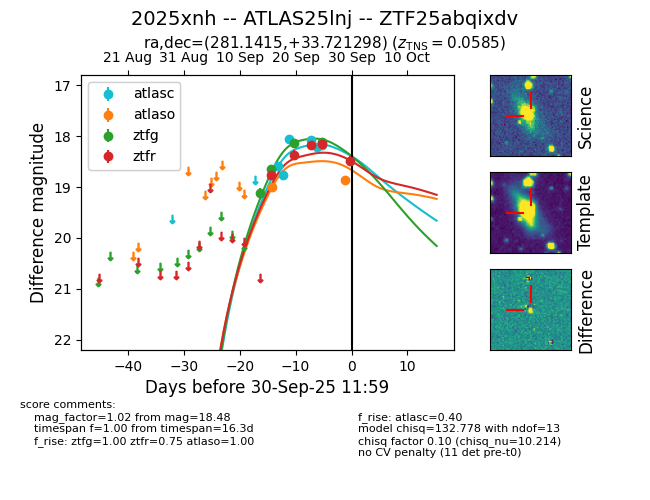 2025xnh -- ATLAS25lnj -- ZTF25abqixdv
ra,dec=(281.1415,+33.721298) (z_TNS = 0.0585)
21 Aug 31 Aug 10 Sep 20 Sep 30 Sep 10 Oct
atlasc
atlaso
ztfg
ztfr
17
18
19
20
21
22
Difference magnitude
−40 −30 −20 −10 0 10
Days before 30-Sep-25 11:59
Science
Template
Difference
score comments:
mag_factor=1.02 from mag=18.48
timespan f=1.00 from timespan=16.3d
f_rise: ztfg=1.00 ztfr=0.75 atlaso=1.00
f_rise: atlasc=0.40
model chisq=132.778 with ndof=13
chisq factor 0.10 (chisq_nu=10.214)
no CV penalty (11 det pre-t0)